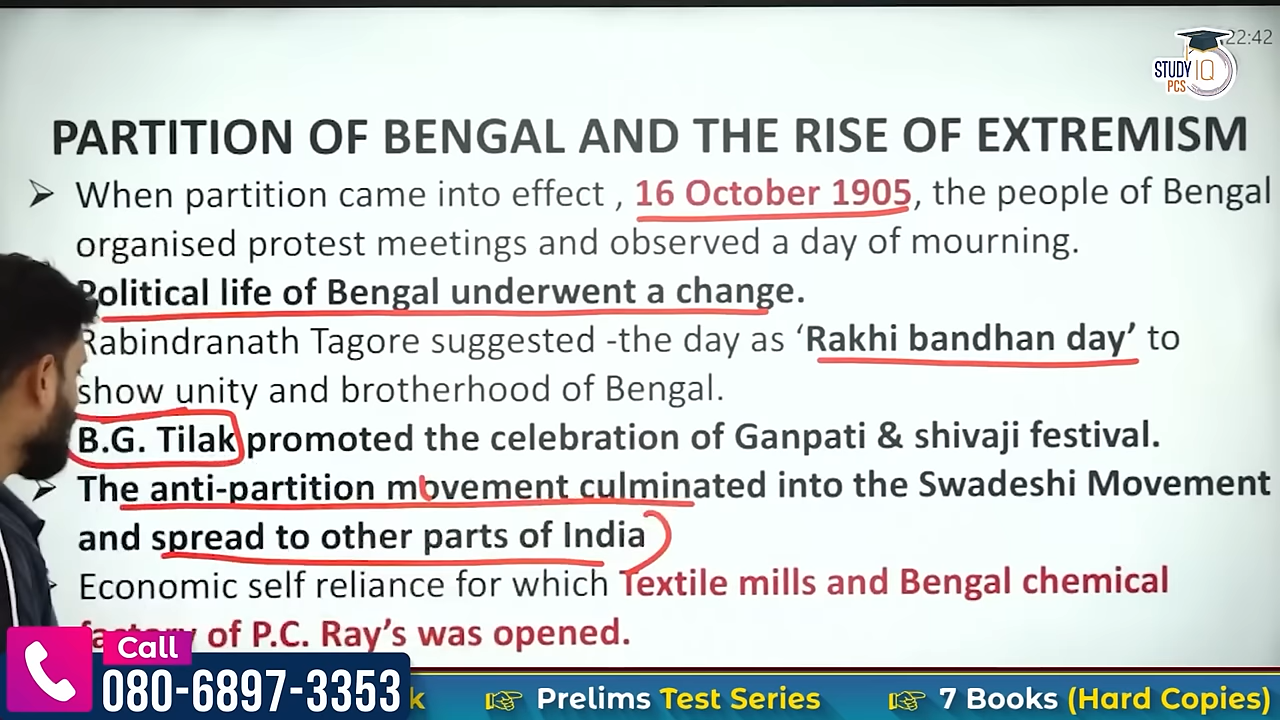 22:42
STUDY IQ
PCS
PARTITION OF BENGAL AND THE RISE OF EXTREMISM
➢ When partition came into effect , 16 October 1905, the people of Bengal
organised protest meetings and observed a day of mourning.
Political life of Bengal underwent a change.
Rabindranath Tagore suggested -the day as ‘Rakhi bandhan day’ to
show unity and brotherhood of Bengal.
B.G. Tilak promoted the celebration of Ganpati & shivaji festival.
➢ The anti-partition movement culminated into the Swadeshi Movement
and spread to other parts of India
➢ Economic self reliance for which Textile mills and Bengal chemical
factory of P.C. Ray’s was opened.
Call
080-6897-3353
k Prelims Test Series 7 Books (Hard Copies)